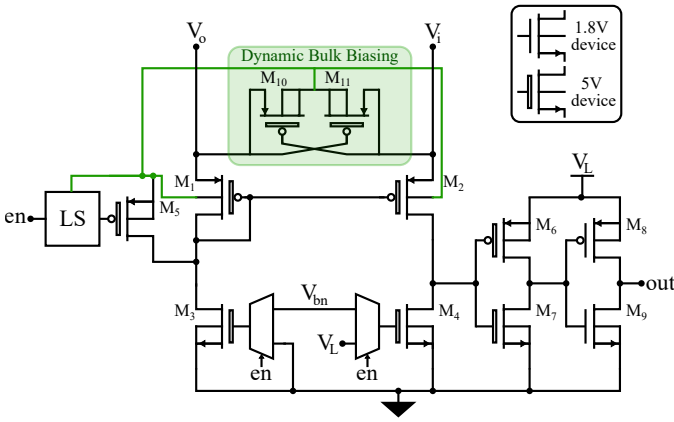 V_o
V_i
Dynamic Bulk Biasing
M_10
M_11
1.8V
device
5V
device
M_1
M_2
V_L
en
LS
M_5
M_6
M_8
V_bn
out
M_3
M_4
M_7
M_9
V_L
en
en